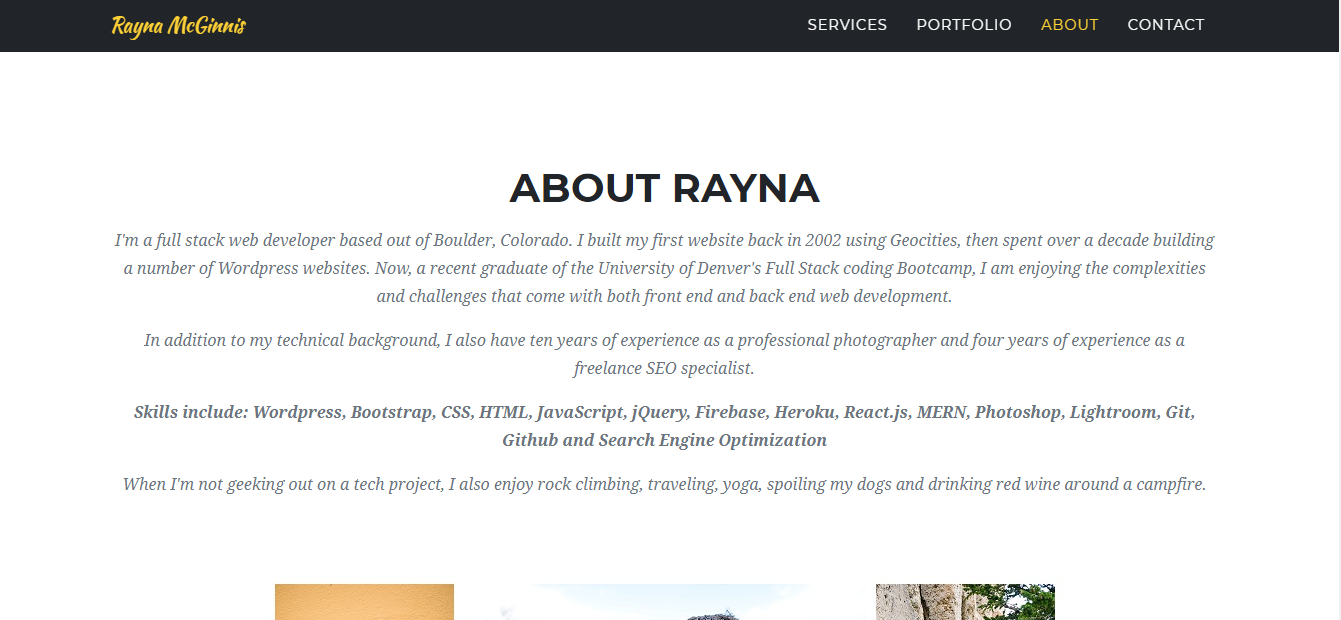 Rayna McGinnis
SERVICES PORTFOLIO ABOUT CONTACT
ABOUT RAYNA
I'm a full stack web developer based out of Boulder, Colorado. I built my first website back in 2002 using Geocities, then spent over a decade building
a number of Wordpress websites. Now, a recent graduate of the University of Denver's Full Stack coding Bootcamp, I am enjoying the complexities
and challenges that come with both front end and back end web development.
In addition to my technical background, I also have ten years of experience as a professional photographer and four years of experience as a
freelance SEO specialist.
Skills include: Wordpress, Bootstrap, CSS, HTML, JavaScript, jQuery, Firebase, Heroku, React.js, MERN, Photoshop, Lightroom, Git,
Github and Search Engine Optimization
When I'm not geeking out on a tech project, I also enjoy rock climbing, traveling, yoga, spoiling my dogs and drinking red wine around a campfire.